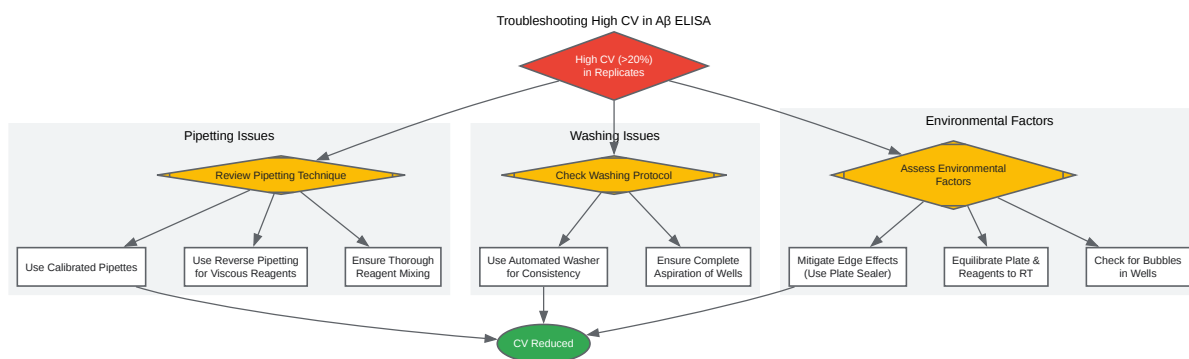 Troubleshooting High CV in Aβ ELISA
High CV (>20%)
in Replicates
Pipetting Issues
Washing Issues
Environmental Factors
Review Pipetting Technique
Check Washing Protocol
Assess Environmental
Factors
Use Calibrated Pipettes
Use Reverse Pipetting
for Viscous Reagents
Ensure Thorough
Reagent Mixing
Use Automated Washer
for Consistency
Ensure Complete
Aspiration of Wells
Mitigate Edge Effects
(Use Plate Sealer)
Equilibrate Plate &
Reagents to RT
Check for Bubbles
in Wells
CV Reduced